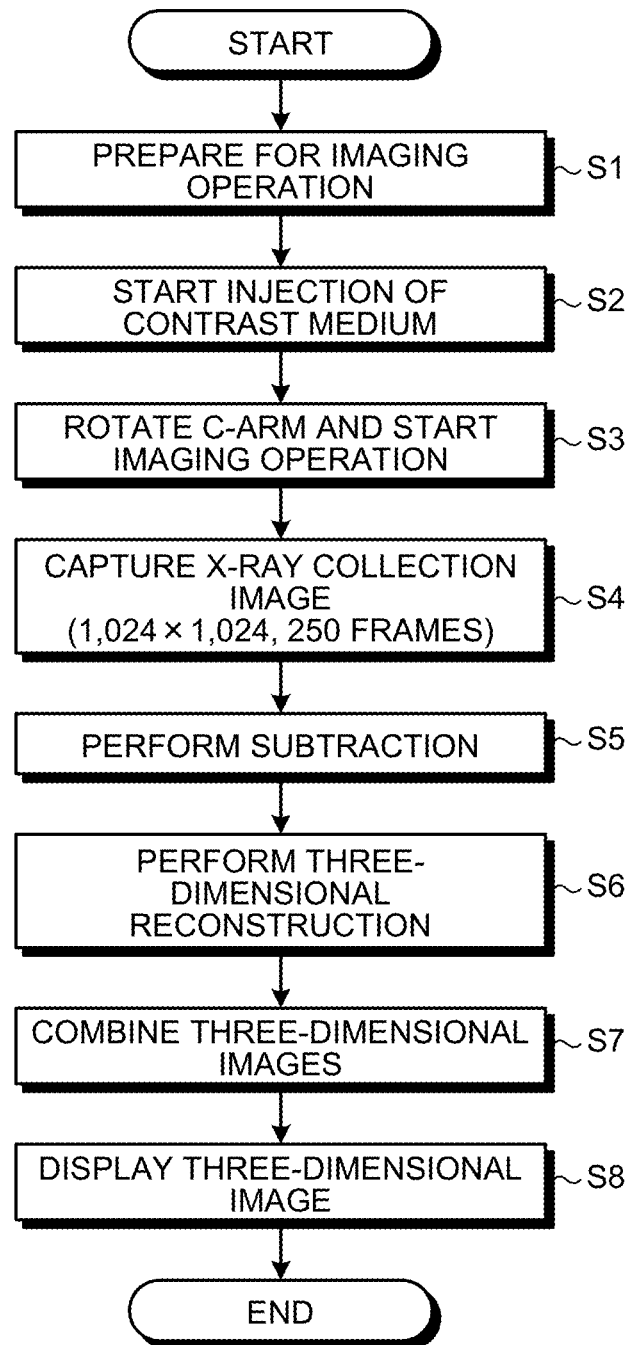 START
PREPARE FOR IMAGING
OPERATION
S1
START INJECTION OF
CONTRAST MEDIUM
S2
ROTATE C-ARM AND START
IMAGING OPERATION
S3
CAPTURE X-RAY COLLECTION
IMAGE
(1,024 × 1,024, 250 FRAMES)
S4
PERFORM SUBTRACTION
S5
PERFORM THREE-
DIMENSIONAL
RECONSTRUCTION
S6
COMBINE THREE-DIMENSIONAL
IMAGES
S7
DISPLAY THREE-DIMENSIONAL
IMAGE
S8
END